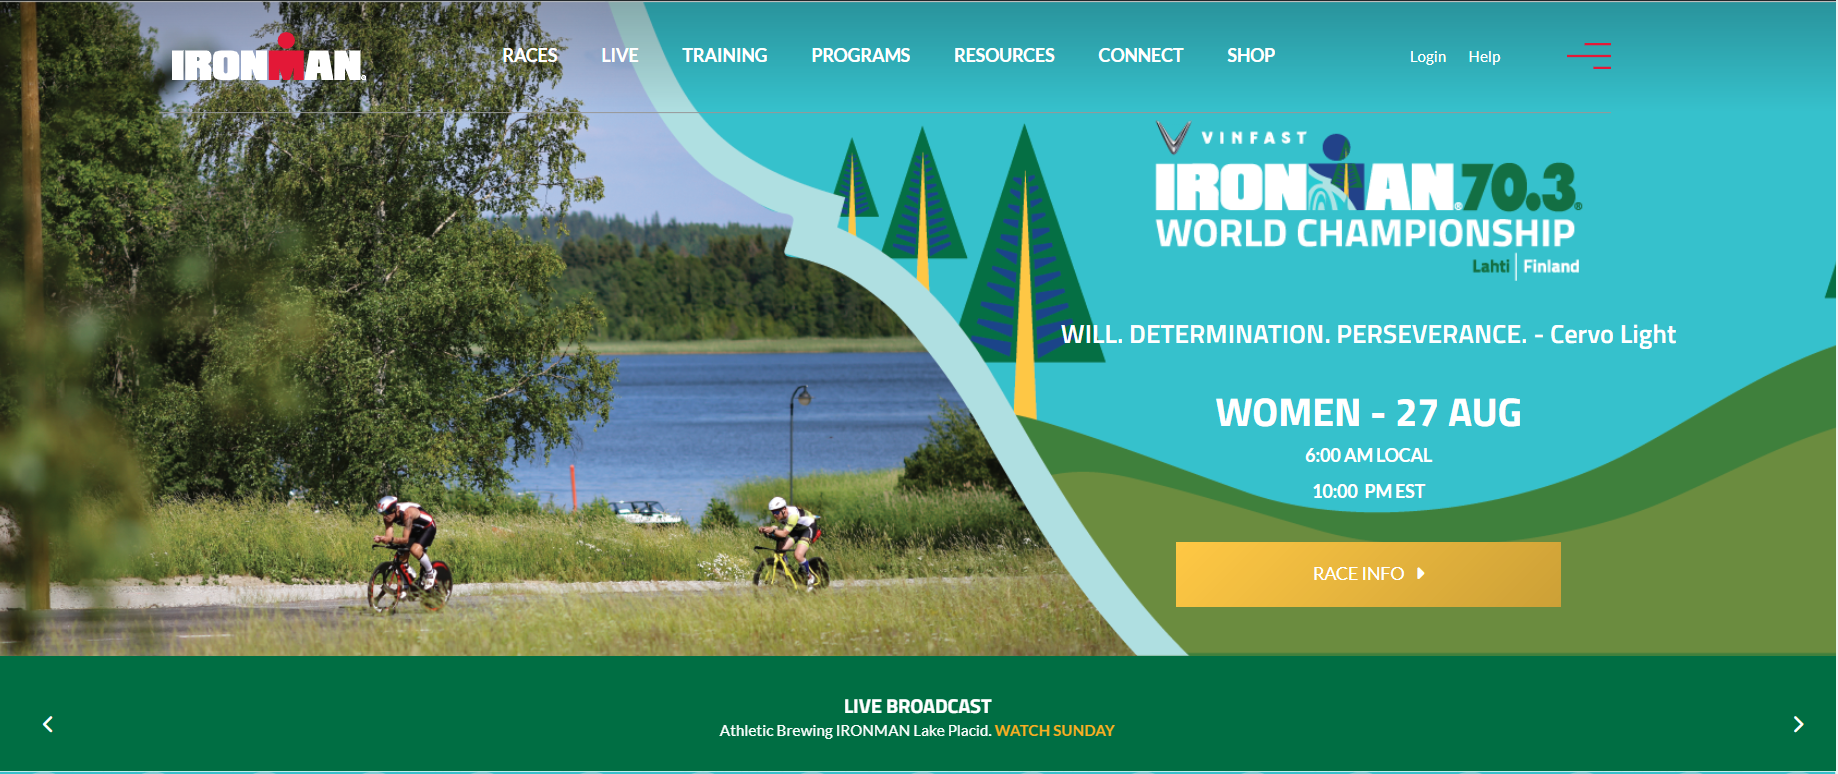 IRONMAN®
RACES LIVE TRAINING PROGRAMS RESOURCES CONNECT SHOP
Login Help
VINFAST
IRONMAN® 70.3®
WORLD CHAMPIONSHIP
Lahti | Finland
WILL. DETERMINATION. PERSEVERANCE. - Cervo Light
WOMEN - 27 AUG
6:00 AM LOCAL
10:00 PM EST
RACE INFO
LIVE BROADCAST
Athletic Brewing IRONMAN Lake Placid. WATCH SUNDAY